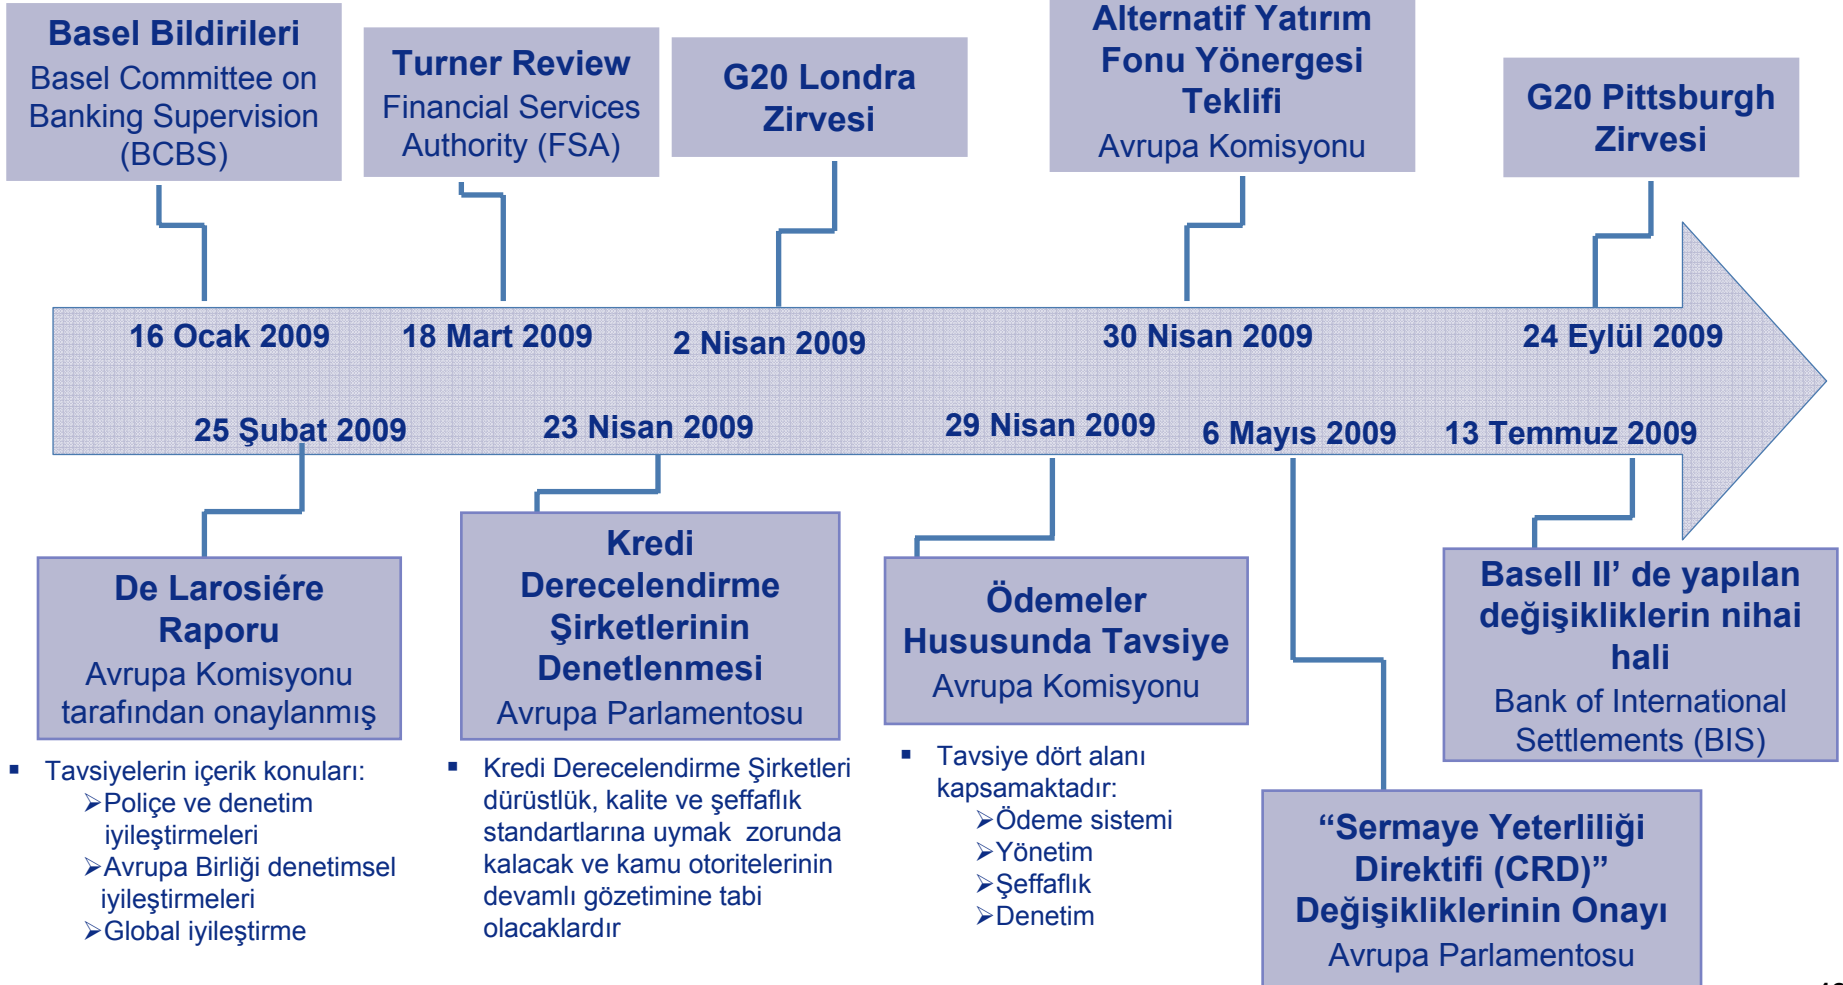 Basel Bildirileri
Basel Committee on
Banking Supervision
(BCBS)
Turner Review
Financial Services
Authority (FSA)
G20 Londra
Zirvesi
Alternatif Yatırım
Fonu Yönergesi
Teklifi
Avrupa Komisyonu
G20 Pittsburgh
Zirvesi
16 Ocak 2009
18 Mart 2009
2 Nisan 2009
30 Nisan 2009
24 Eylül 2009
25 Şubat 2009
23 Nisan 2009
29 Nisan 2009
6 Mayıs 2009
13 Temmuz 2009
De Larosiére
Raporu
Avrupa Komisyonu
tarafından onaylanmış
▪ Tavsiyelerin içerik konuları:
➢Poliçe ve denetim
iyileştirmeleri
➢Avrupa Birliği denetimsel
iyileştirmeleri
➢Global iyileştirme
Kredi
Derecelendirme
Şirketlerinin
Denetlenmesi
Avrupa Parlamentosu
▪ Kredi Derecelendirme Şirketleri
dürüstlük, kalite ve şeffaflık
standartlarına uymak zorunda
kalacak ve kamu otoritelerinin
devamlı gözetimine tabi
olacaklardır
Ödemeler
Hususunda Tavsiye
Avrupa Komisyonu
▪ Tavsiye dört alanı
kapsamaktadır:
➢Ödeme sistemi
➢Yönetim
➢Şeffaflık
➢Denetim
“Sermaye Yeterliliği
Direktifi (CRD)”
Değişikliklerinin Onayı
Avrupa Parlamentosu
Basell II’ de yapılan
değişikliklerin nihai
hali
Bank of International
Settlements (BIS)